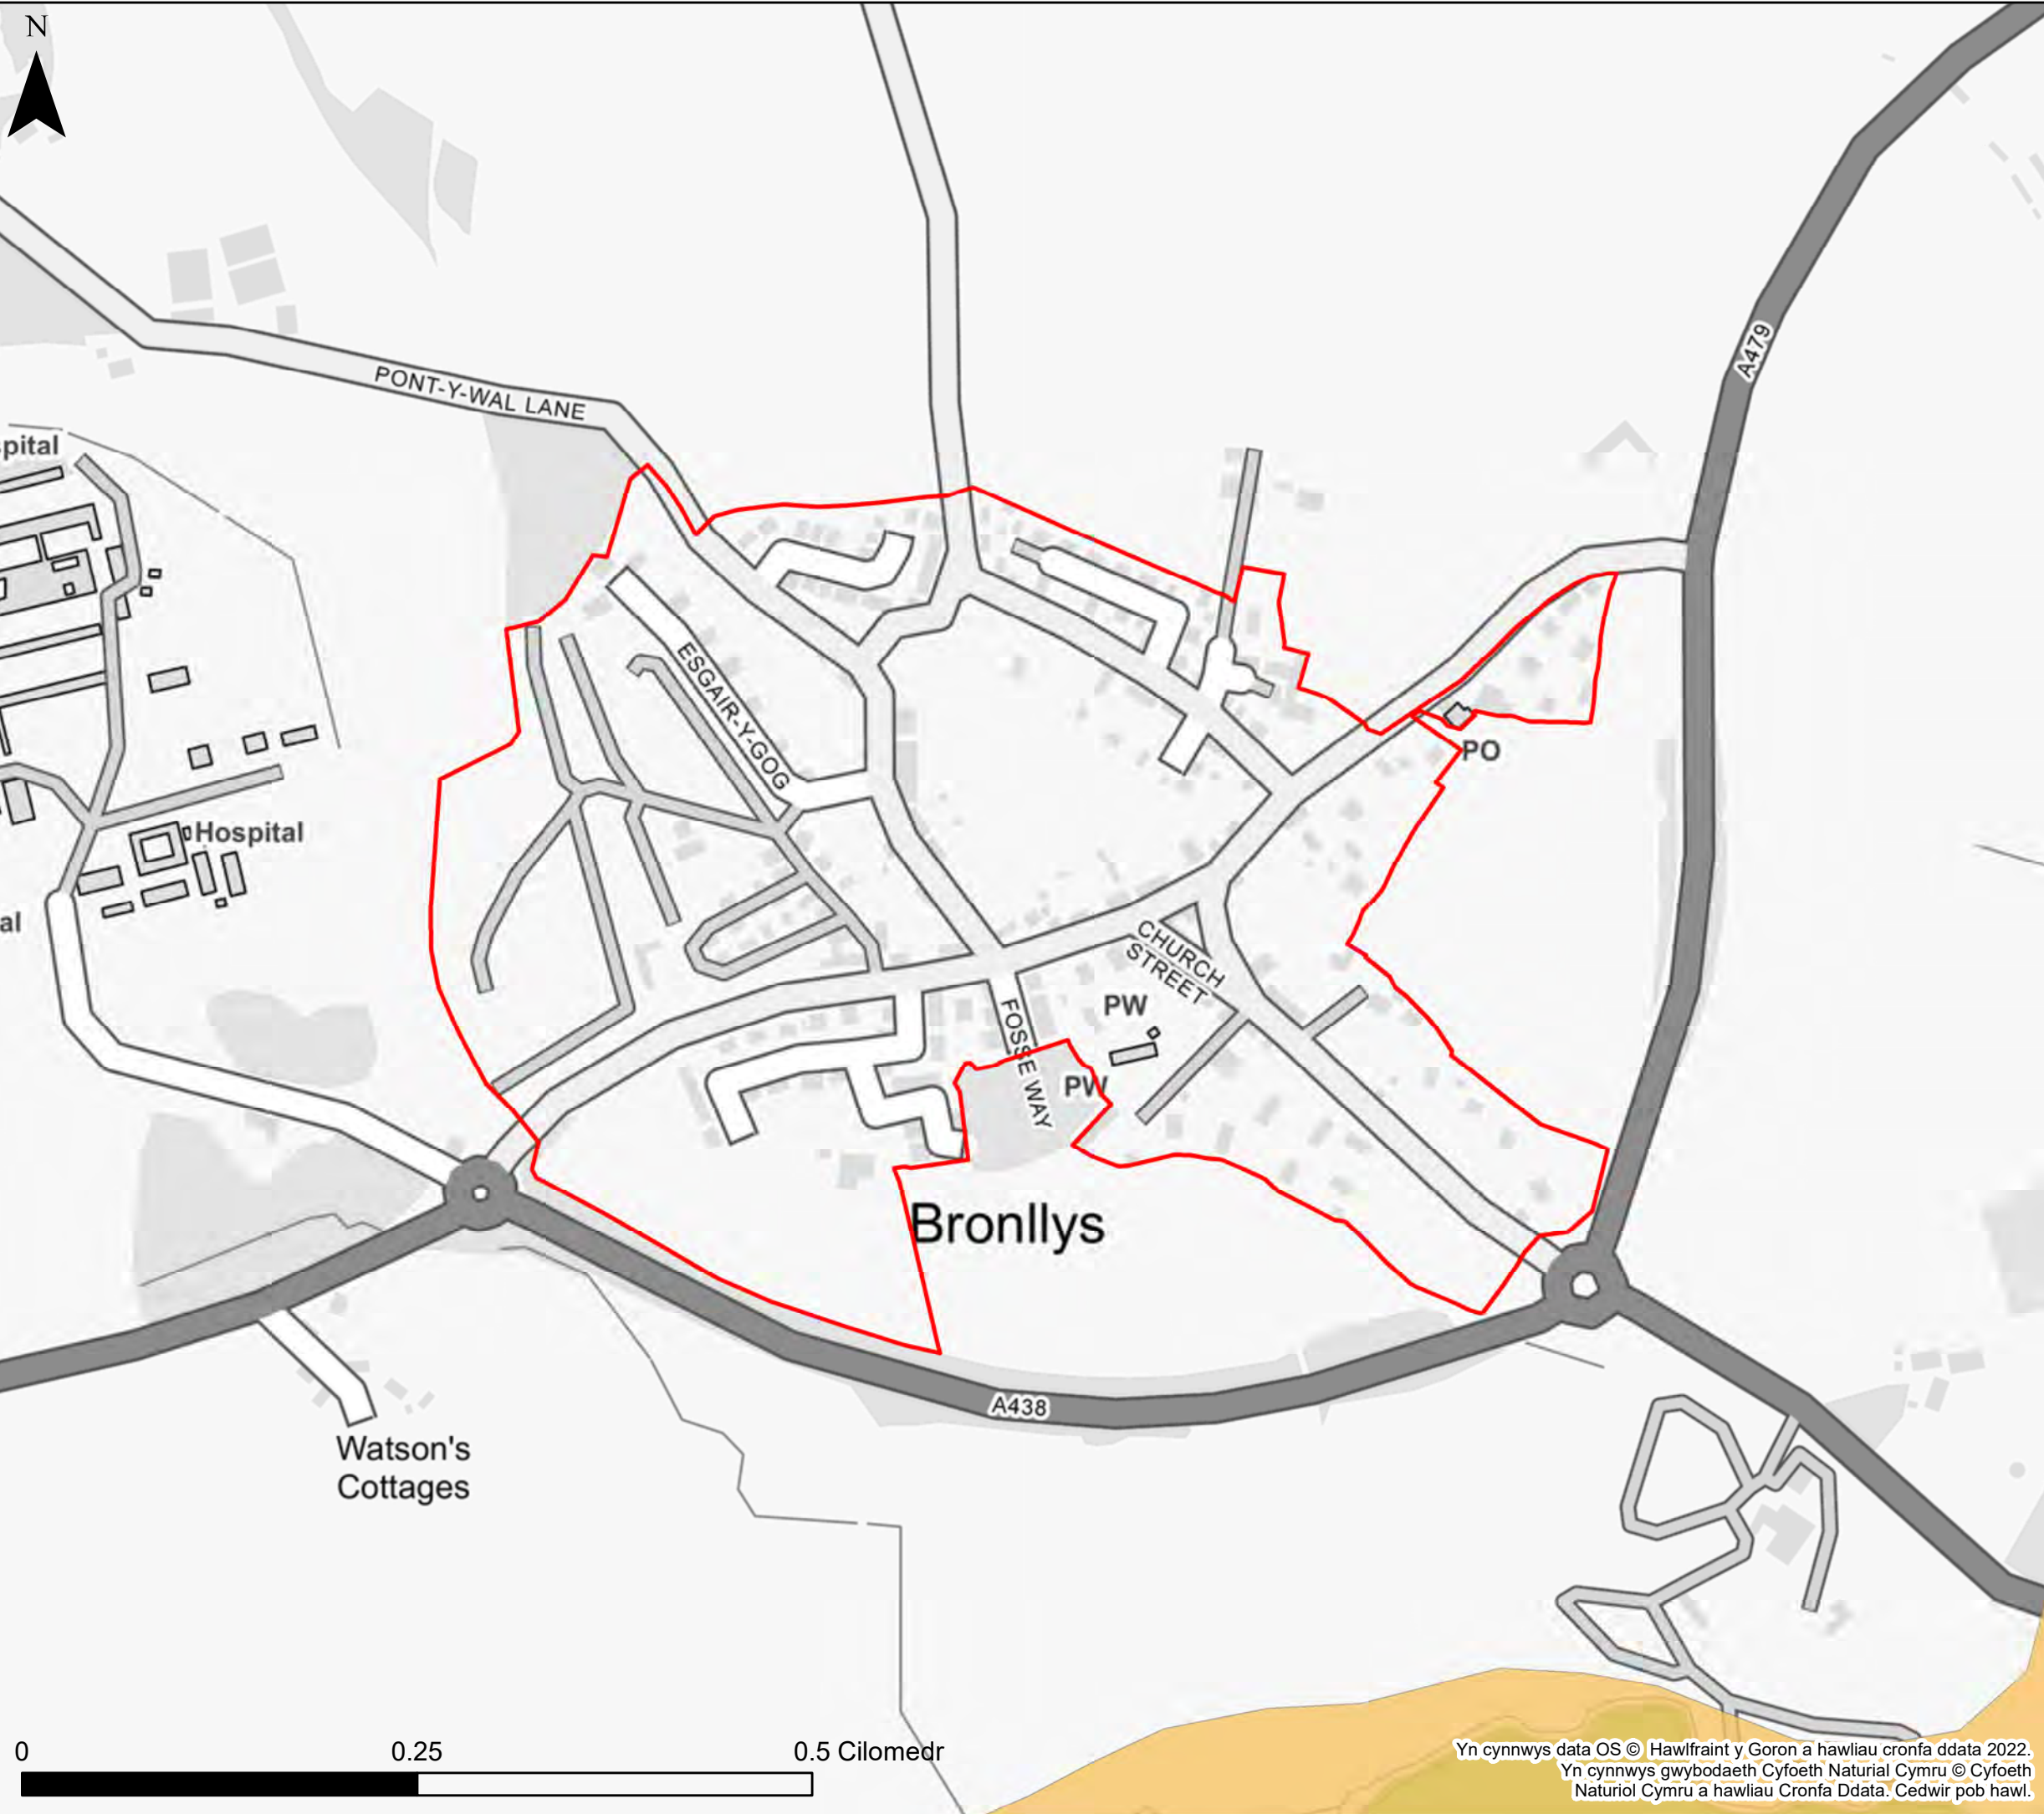 N
A479
PONT-Y-WAL LANE
spital
ESGAIR-Y-GOG
PO
Hospital
al
CHURCH
STREET
PW
FOSSE WAY
PW
Bronllys
A438
Watson's
Cottages
0 0.25 0.5 Cilomedr
Yn cynnwys data OS © Hawlfraint y Goron a hawliau cronfa ddata 2022.
Yn cynnwys gwybodaeth Cyfoeth Naturial Cymru © Cyfoeth
Naturiol Cymru a hawliau Cronfa Ddata. Cedwir pob hawl.